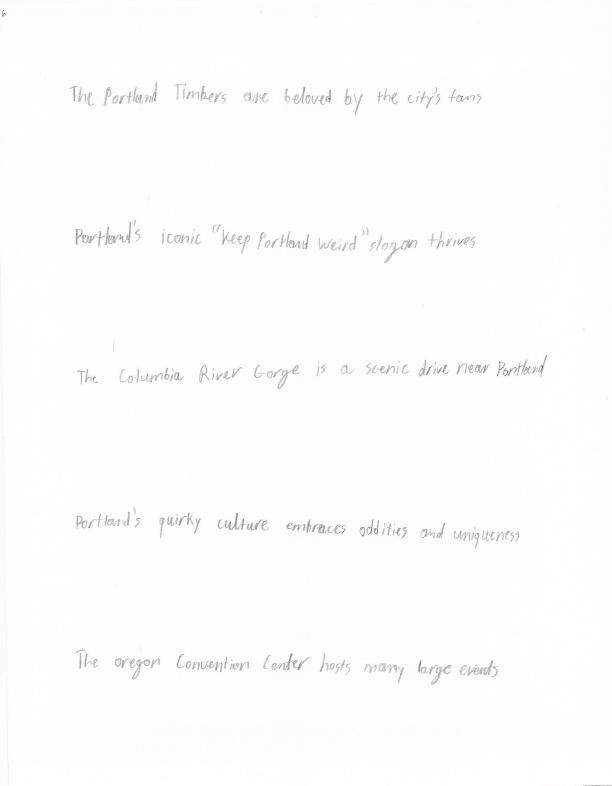 6
The Portland Timbers are beloved by the city's fans
Portland's iconic "Keep Portland Weird" slogan thrives
The Columbia River Gorge is a scenic drive near Portland
Portland's quirky culture embraces oddities and uniqueness
The oregon Convention Center hosts many large events